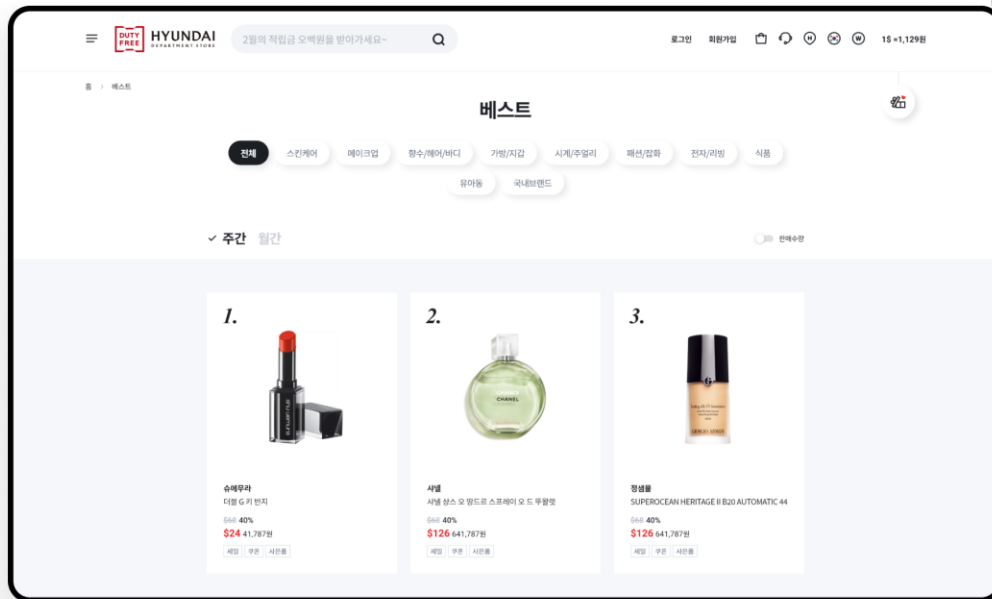 DUTY FREE HYUNDAI DEPARTMENT STORE
2월의 적립금 오백원을 받아가세요~
로그인 회원가입 H W 1$ =1,129원
홈 > 베스트
베스트
전체 스킨케어 메이크업 향수/헤어/바디 가방/지갑 시계/주얼리 패션/잡화 전자/리빙 식품
유아동 국내브랜드
주간 월간
판매수량
1. 2. 3.
shu uemura
CHANEL
GIORGIO ARMANI
슈에무라
더블 G 키 반지
$68 40%
$24 41,787원
세일 쿠폰 사은품
샤넬
샤넬 샹스 오 땅드르 스프레이 오 드 뚜왈렛
$68 40%
$126 641,787원
세일 쿠폰 사은품
정샘물
SUPEROCEAN HERITAGE II B20 AUTOMATIC 44
$68 40%
$126 641,787원
세일 쿠폰 사은품